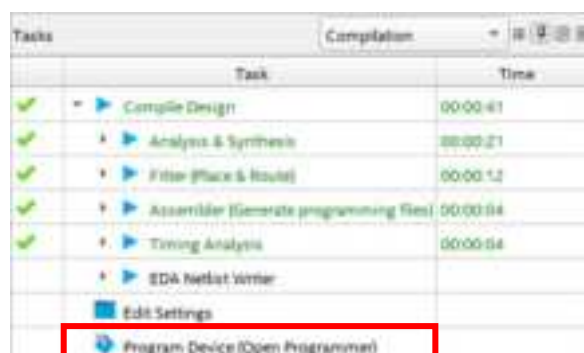 Tasks Compilation
Task Time
Compile Design 00:00:41
Analysis & Synthesis 00:00:21
Fitter (Place & Route) 00:00:12
Assembler (Generate programming files) 00:00:04
Timing Analysis 00:00:04
EDA Netlist Writer
Edit Settings
Program Device (Open Programmer)